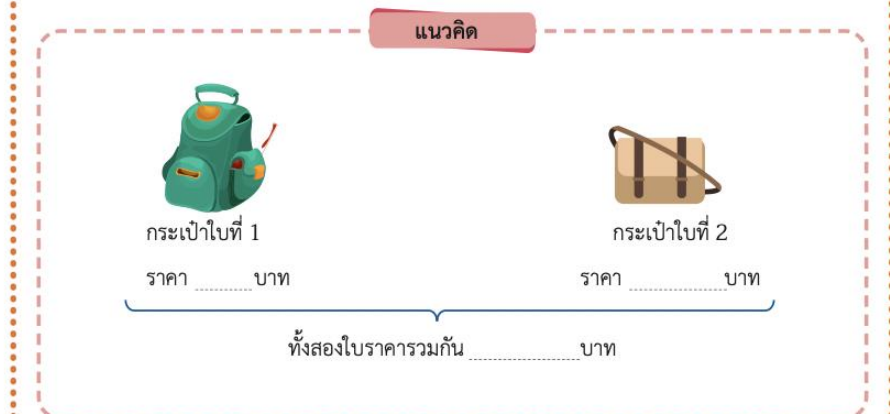 แนวคิด
กระเป๋าใบที่ 1
กระเป๋าใบที่ 2
ราคา ............ บาท
ราคา .................... บาท
ทั้งสองใบราคารวมกัน ........................ บาท